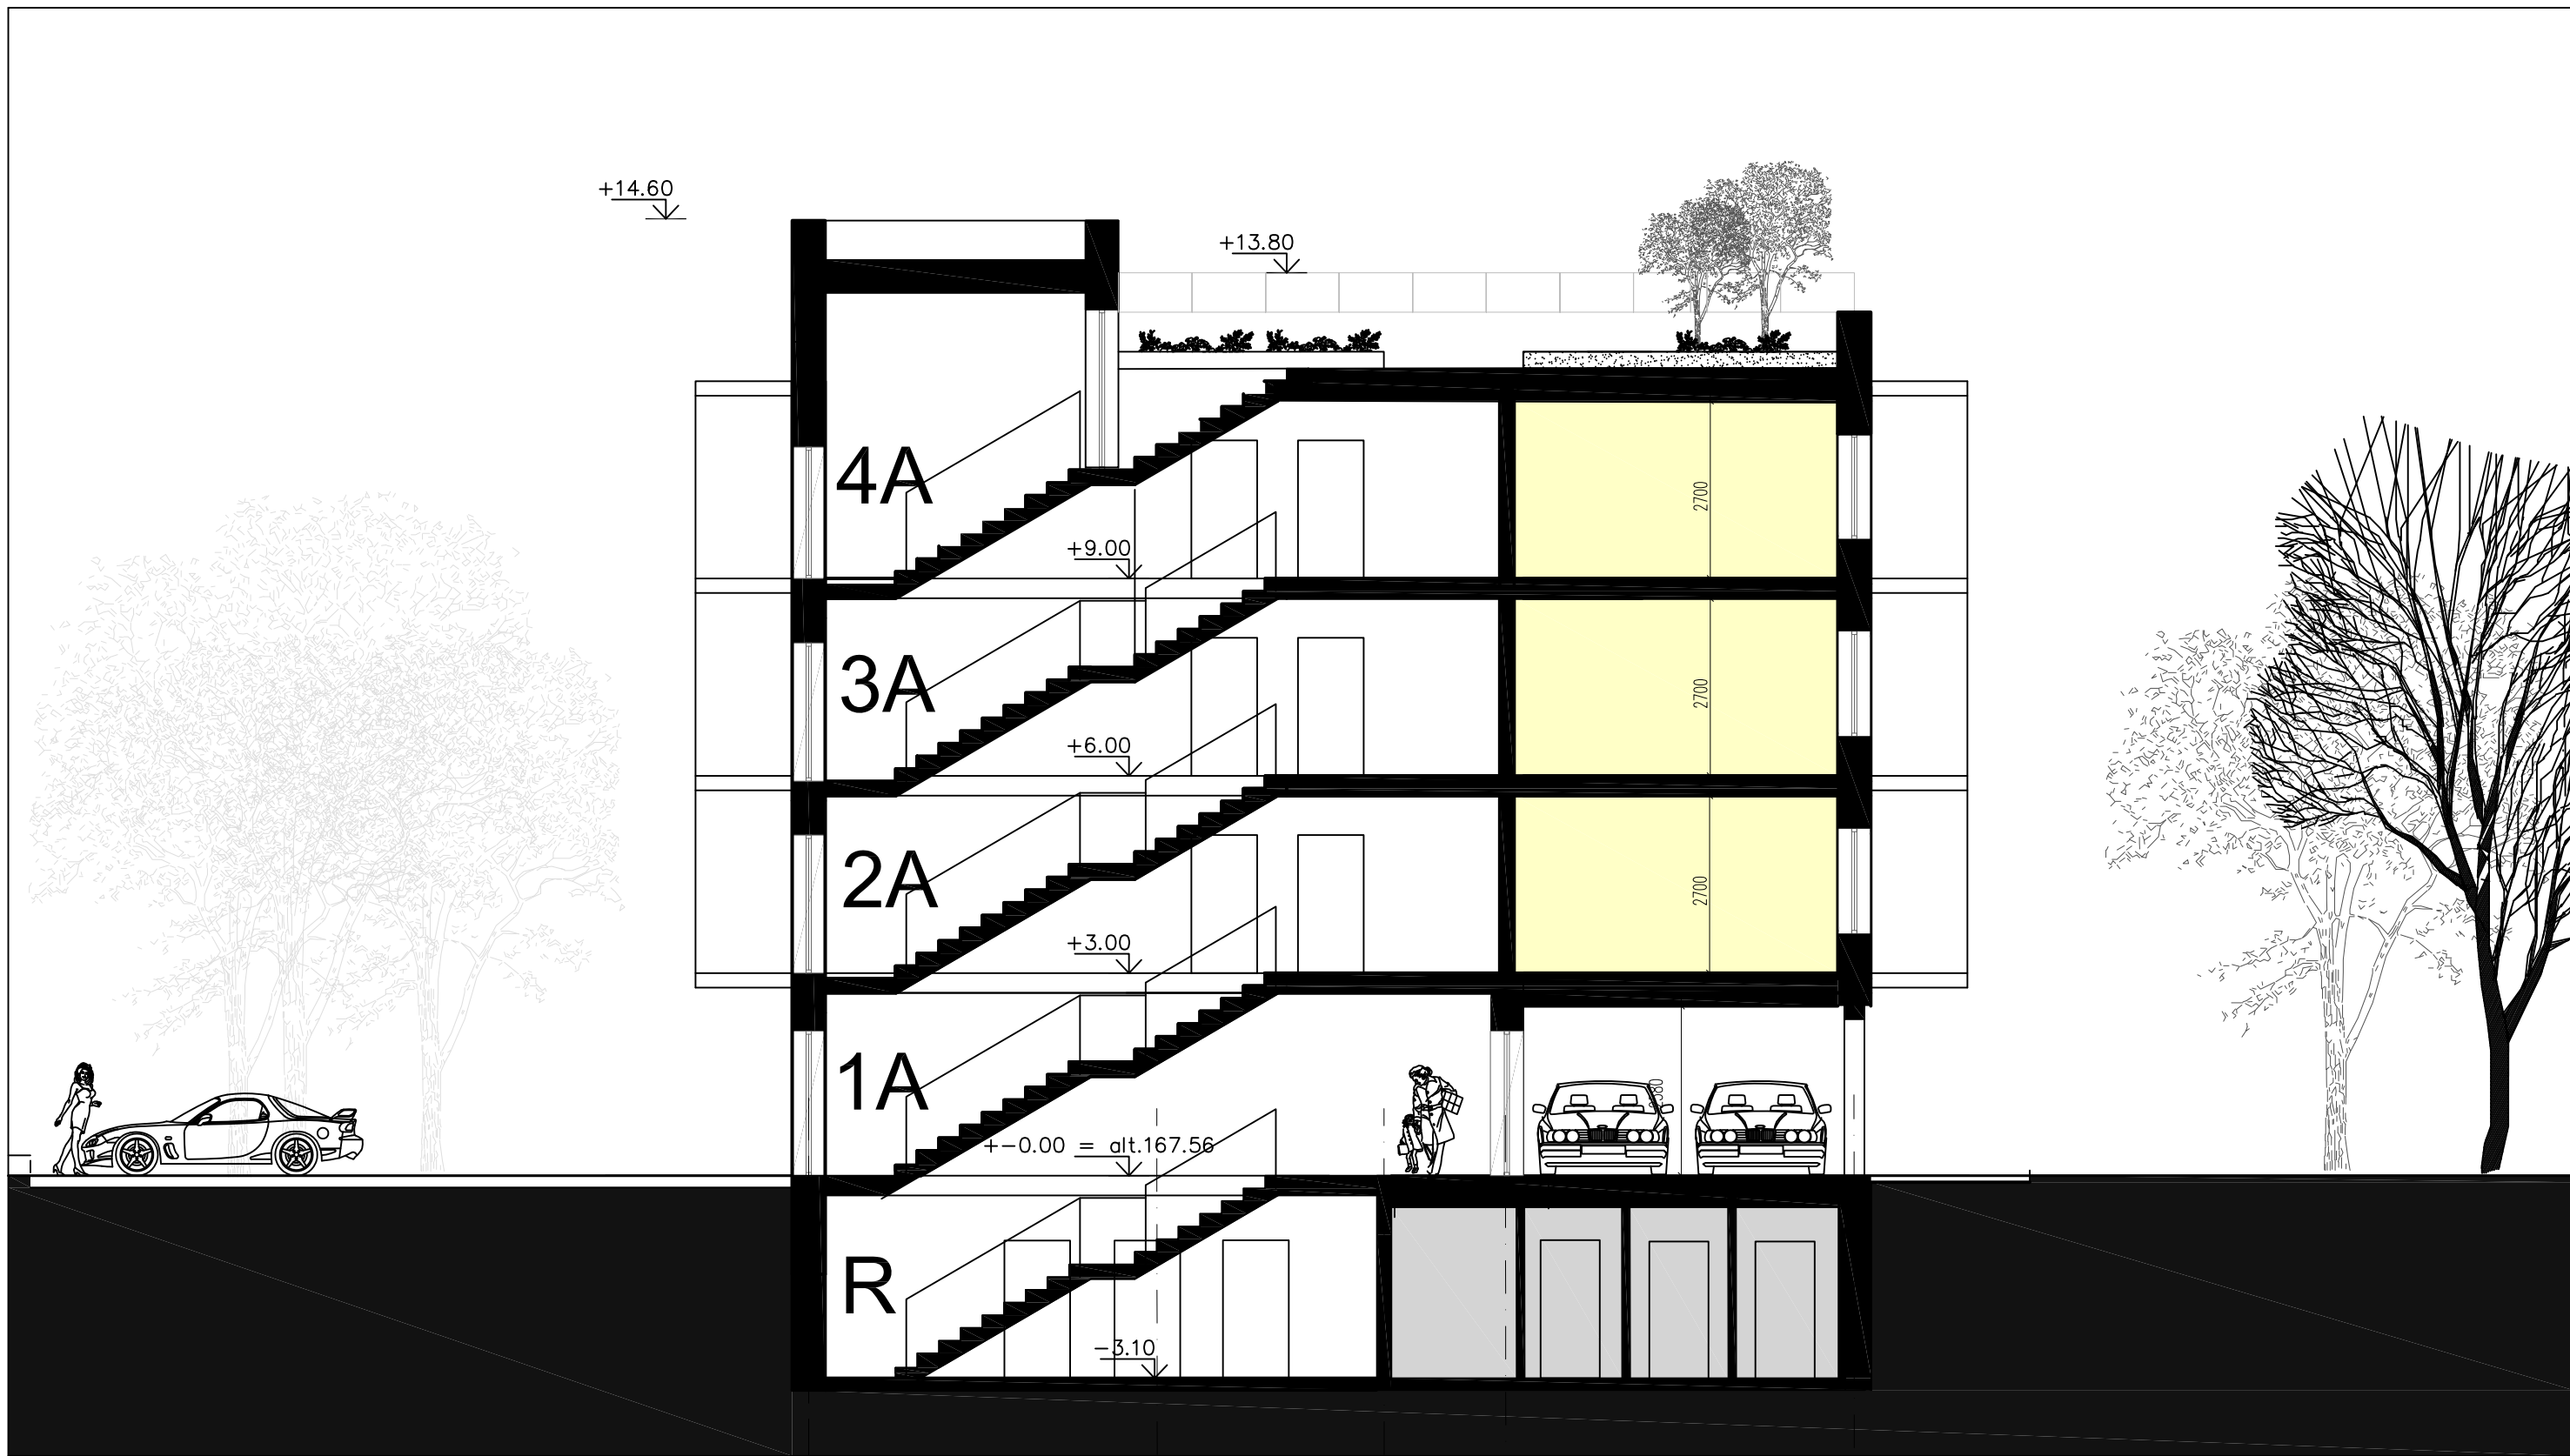 +14.60
+13.80
4A
2700
+9.00
3A
2700
+6.00
2A
2700
+3.00
1A
+-0.00 = alt.167.56
R
-3.10